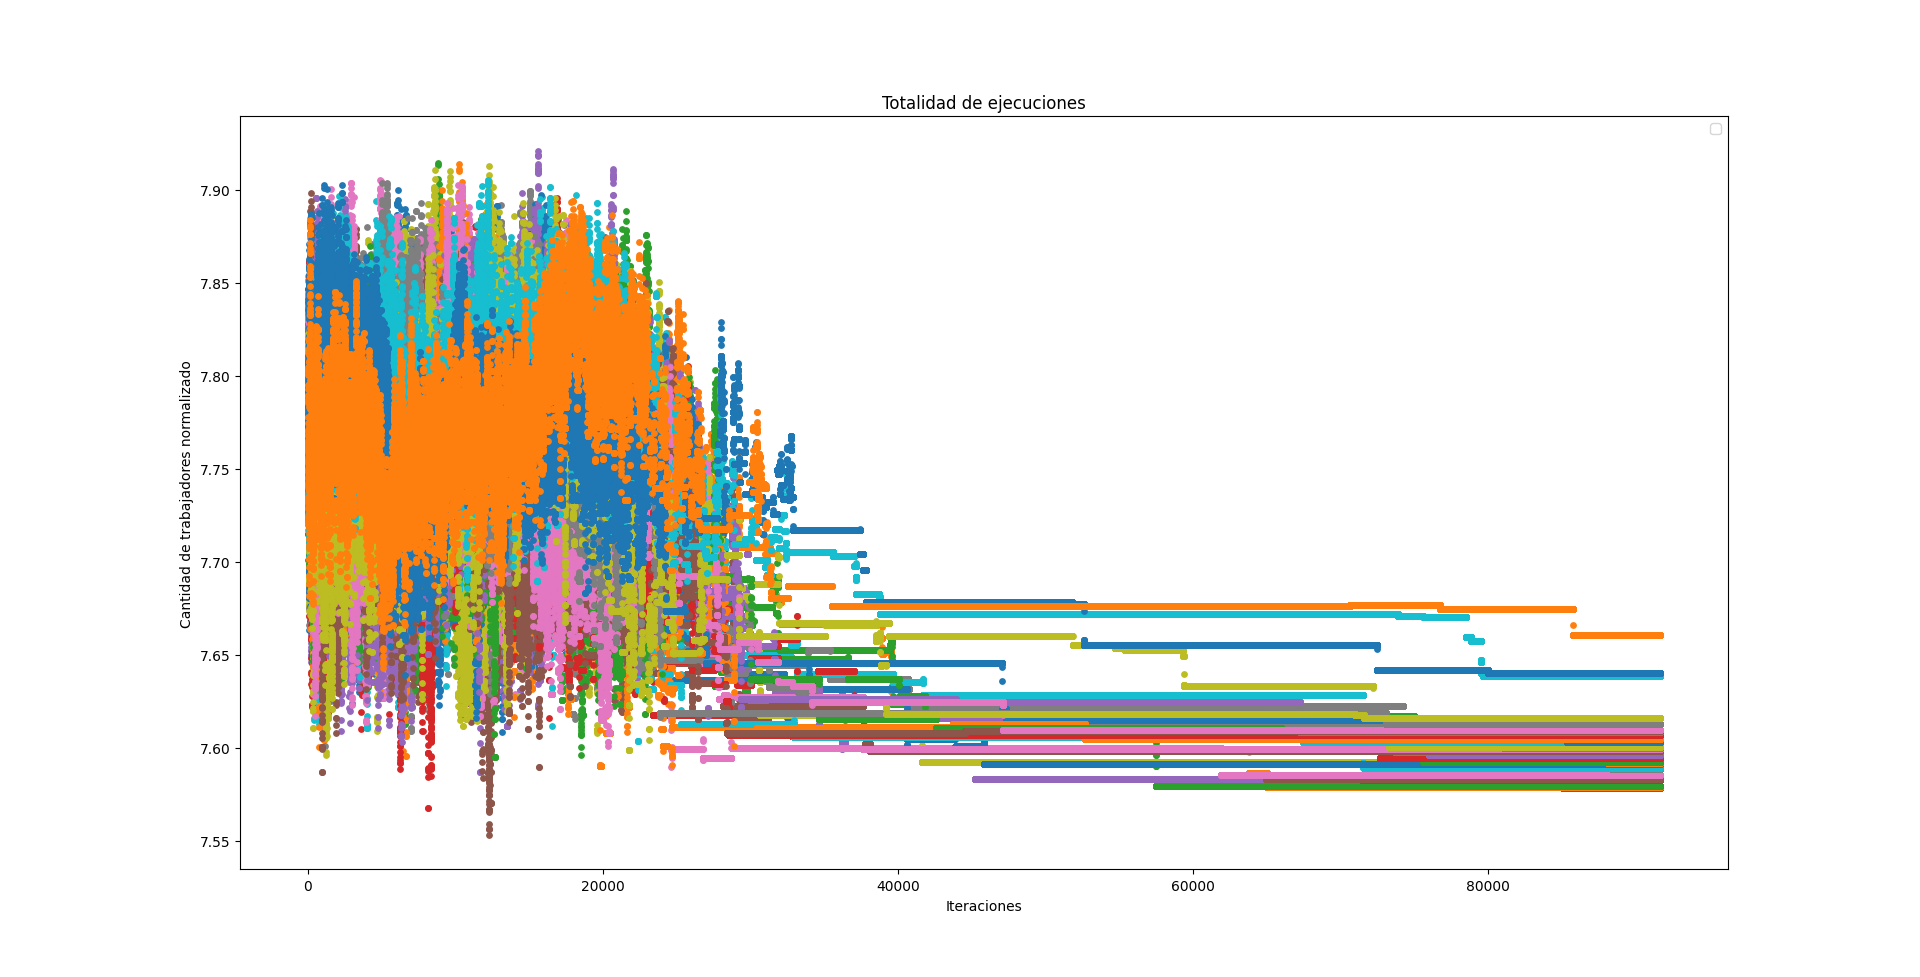 Totalidad de ejecuciones
Cantidad de trabajadores normalizado
7.90
7.85
7.80
7.75
7.70
7.65
7.60
7.55
0 20000 40000 60000 80000
Iteraciones